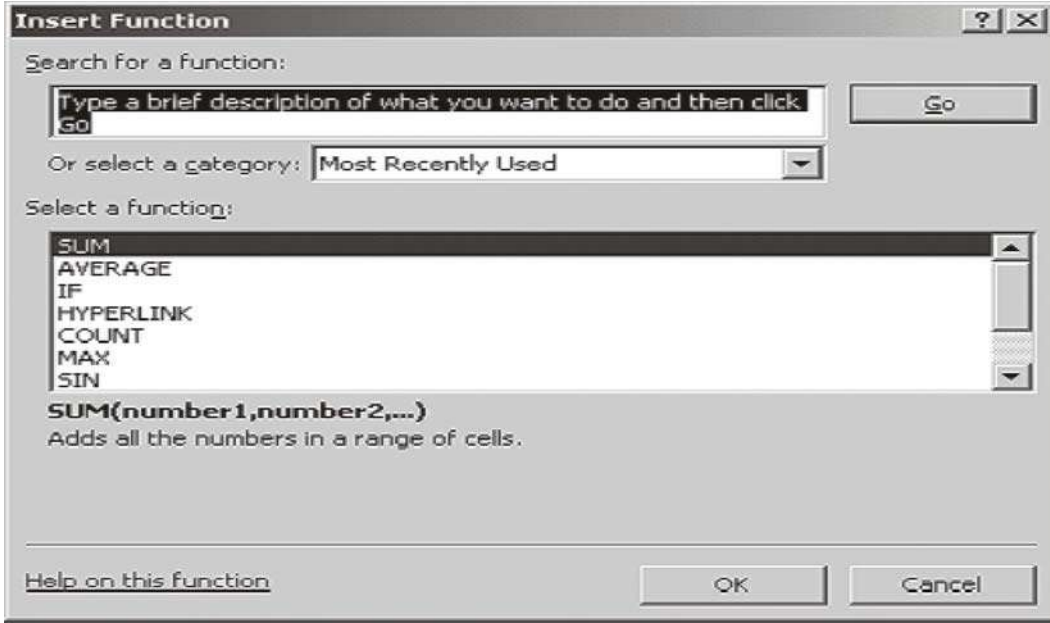 Insert Function
Search for a function:
Type a brief description of what you want to do and then click
Go
Go
Or select a category: Most Recently Used
Select a function:
SUM
AVERAGE
IF
HYPERLINK
COUNT
MAX
SIN
SUM(number1,number2,...)
Adds all the numbers in a range of cells.
Help on this function
OK
Cancel